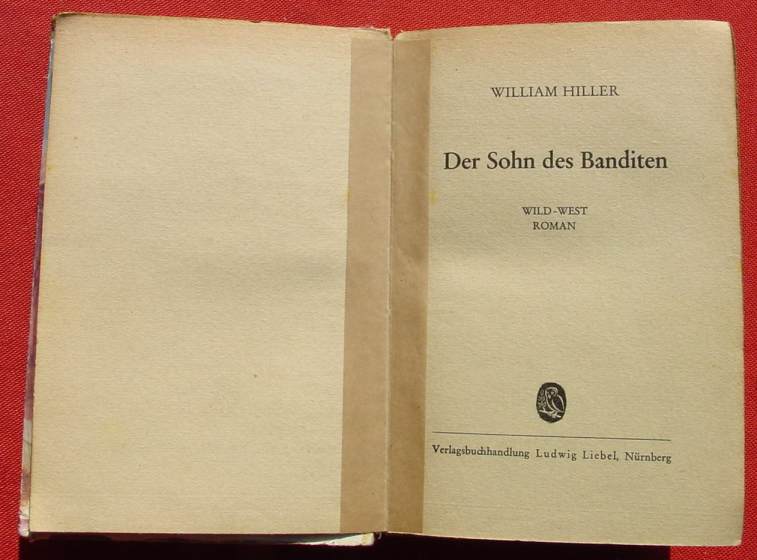 WILLIAM HILLER
Der Sohn des Banditen
WILD-WEST
ROMAN
Verlagsbuchhandlung Ludwig Liebel, Nürnberg